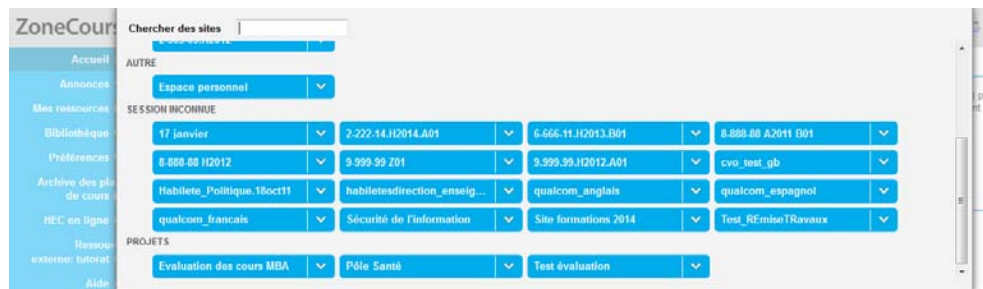 ZoneCour
Chercher des sites
Accueil
AUTRE
Annonces
Espace personnel
Mes ressources
SESSION INCONNUE
Bibliothèque
17 janvier 2-222-14.H2014.A01 6-666-11.H2013.B01 8-888-88 A2011 B01
Préférences
8-888-88 H2012 9-999-99 Z01 9.999.99.H2012.A01 cvo_test_gb
Archive des pla
de cours
Habilete_Politique.18oct11 habiletesdirection_enseig... qualcom_anglais qualcom_espagnol
HEC en ligne
qualcom_francais Sécurité de l'information Site formations 2014 Test_REmiseTRavaux
Ressou
PROJETS
externe: tutorat
Evaluation des cours MBA Pôle Santé Test évaluation
Aide